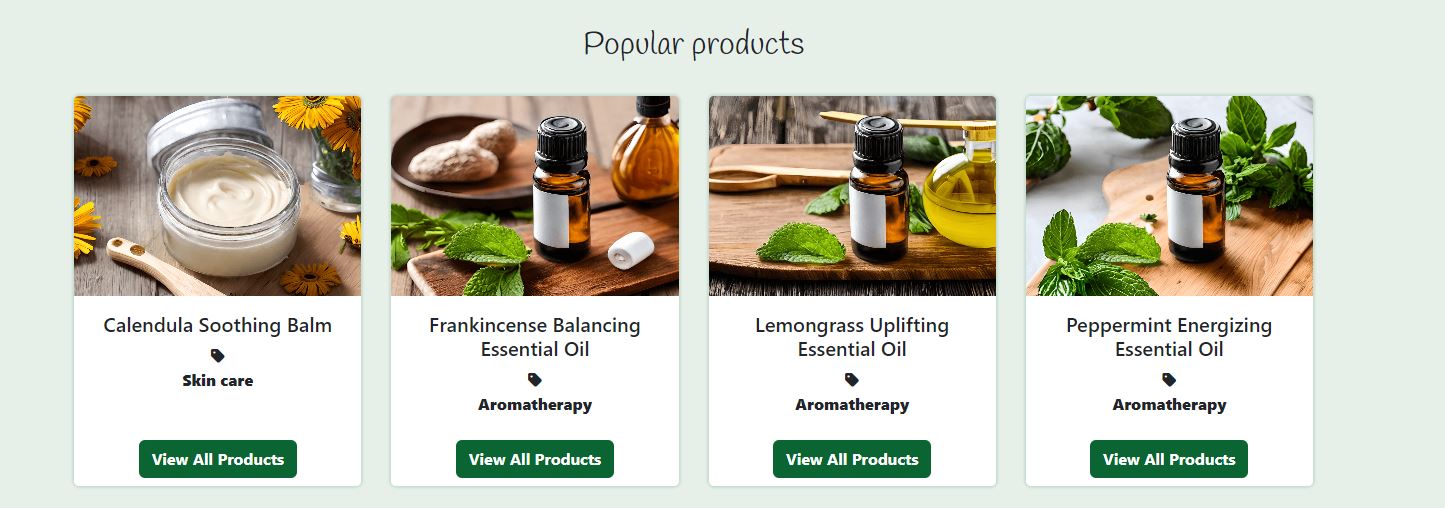 Popular products
Calendula Soothing Balm
Skin care
View All Products
Frankincense Balancing
Essential Oil
Aromatherapy
View All Products
Lemongrass Uplifting
Essential Oil
Aromatherapy
View All Products
Peppermint Energizing
Essential Oil
Aromatherapy
View All Products